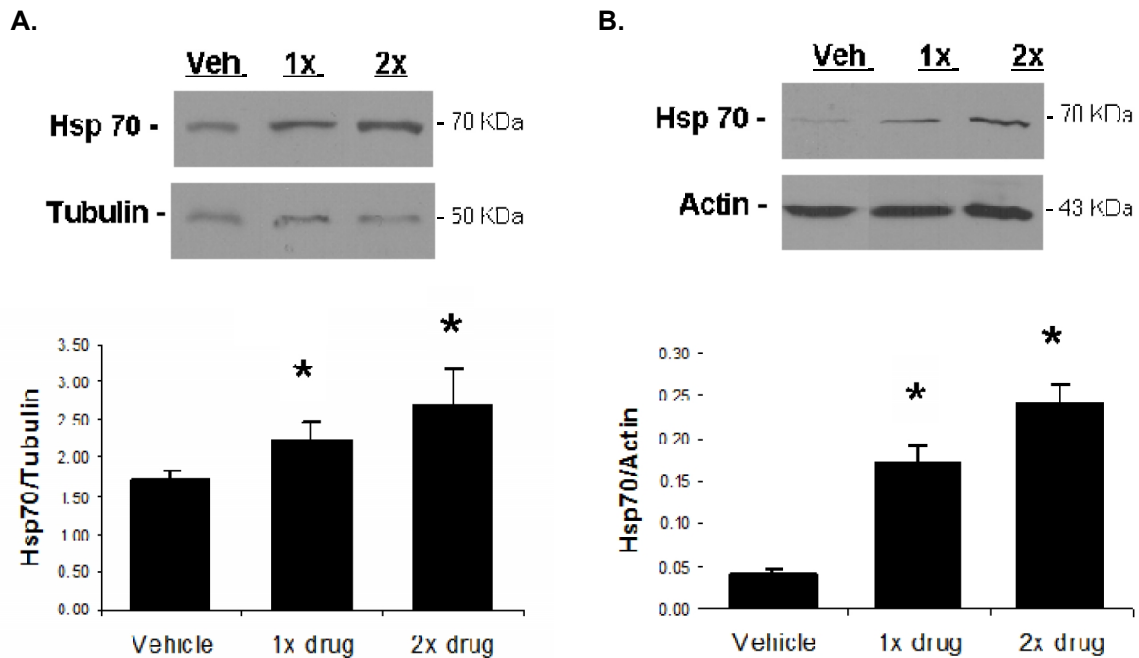 A.
Veh 1x 2x
Hsp 70 - - 70 KDa
Tubulin - - 50 KDa
*
*
3.50
3.00
2.50
2.00
1.50
1.00
0.50
0.00
Hsp70/Tubulin
Vehicle 1x drug 2x drug
B.
Veh 1x 2x
Hsp 70 - - 70 KDa
Actin - - 43 KDa
*
*
0.30
0.25
0.20
0.15
0.10
0.05
0.00
Hsp70/Actin
Vehicle 1x drug 2x drug